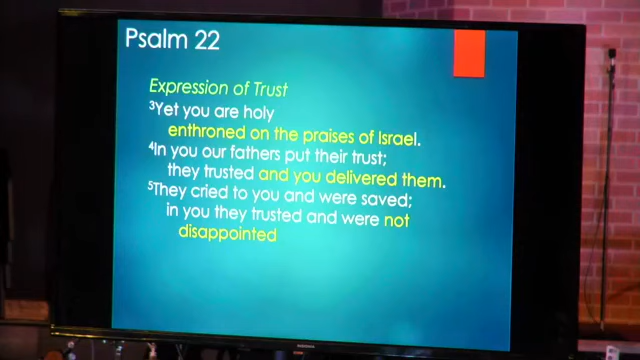 Psalm 22
Expression of Trust
³Yet you are holy
enthroned on the praises of Israel.
⁴In you our fathers put their trust;
they trusted and you delivered them.
⁵They cried to you and were saved;
in you they trusted and were not
disappointed